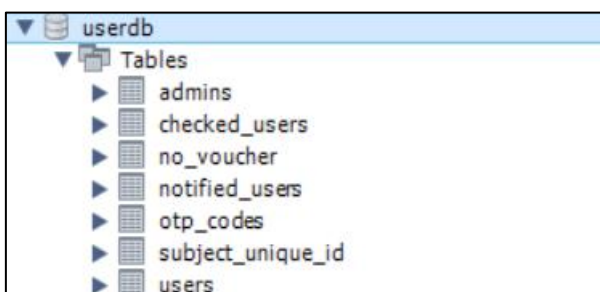 userdb
Tables
admins
checked_users
no_voucher
notified_users
otp_codes
subject_unique_id
users